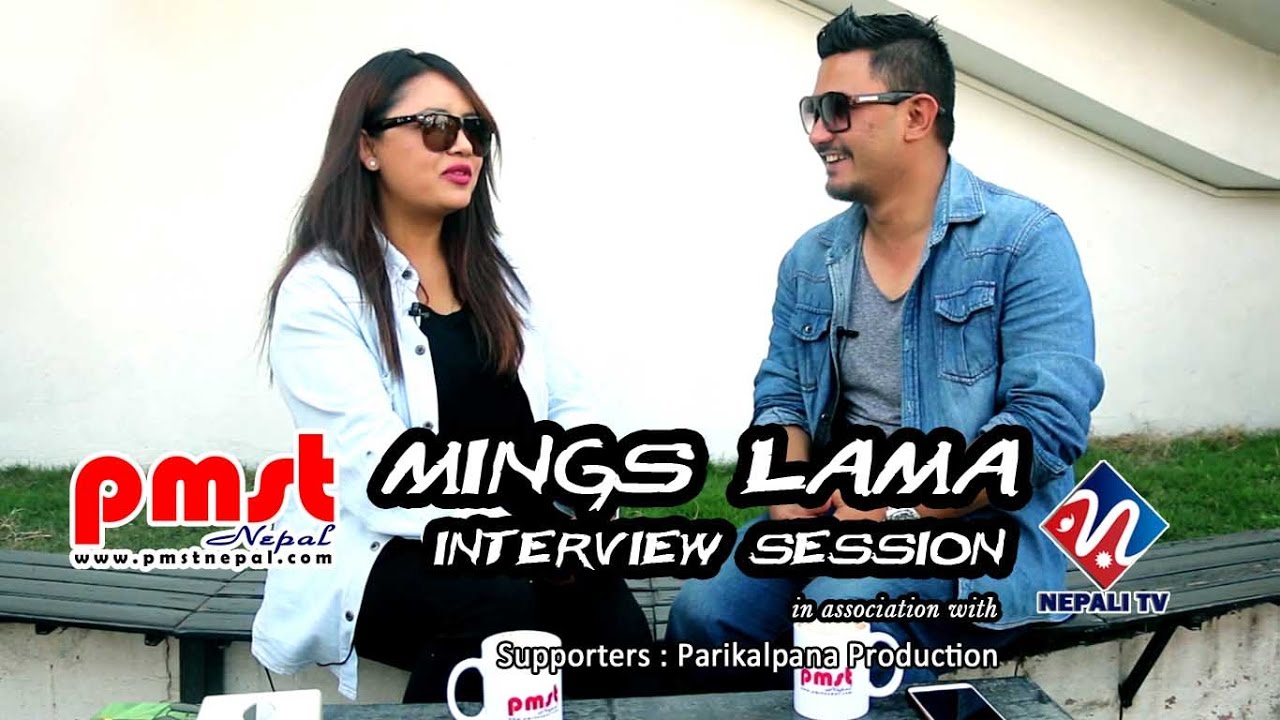 pmst
Nepal
www.pmstnepal.com
MINGS LAMA
INTERVIEW SESSION
in association with
NEPALI TV
Supporters : Parikalpana Production
pmst
pmst